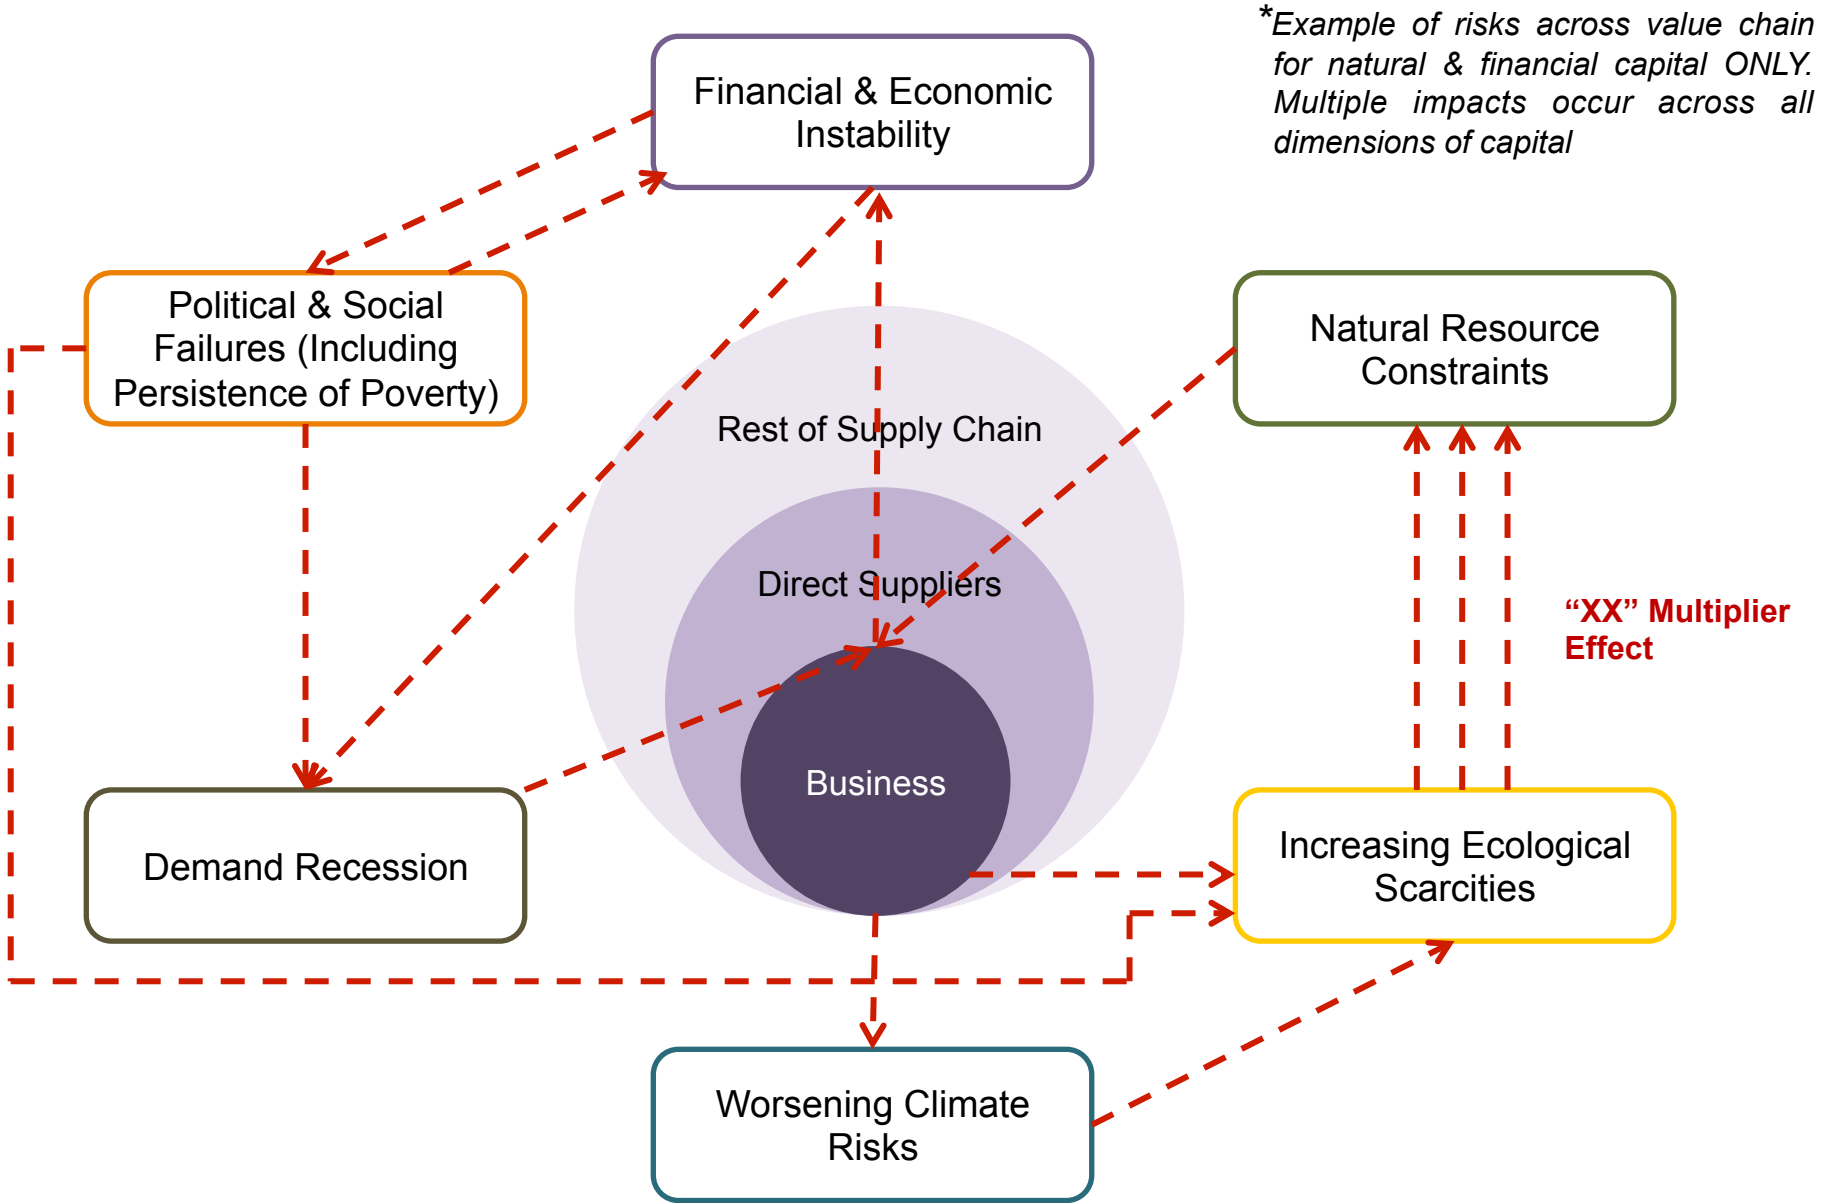 *Example of risks across value chain
for natural & financial capital ONLY.
Multiple impacts occur across all
dimensions of capital
Financial & Economic
Instability
Political & Social
Failures (Including
Persistence of Poverty)
Natural Resource
Constraints
Rest of Supply Chain
Direct Suppliers
“XX” Multiplier
Effect
Business
Demand Recession
Increasing Ecological
Scarcities
Worsening Climate
Risks